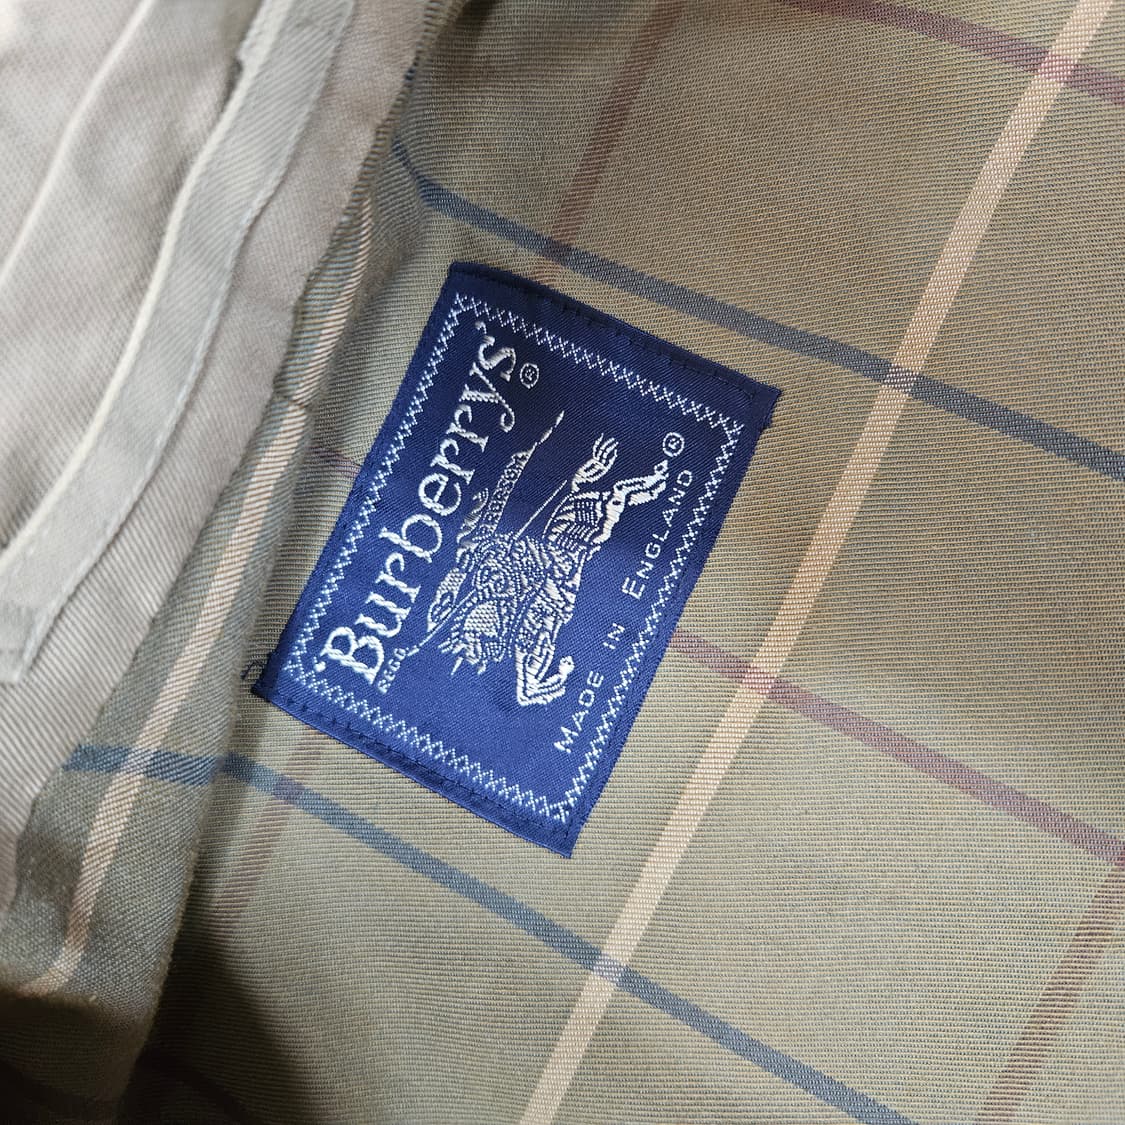 Burberrys®
REGD.
®
MADE IN ENGLAND